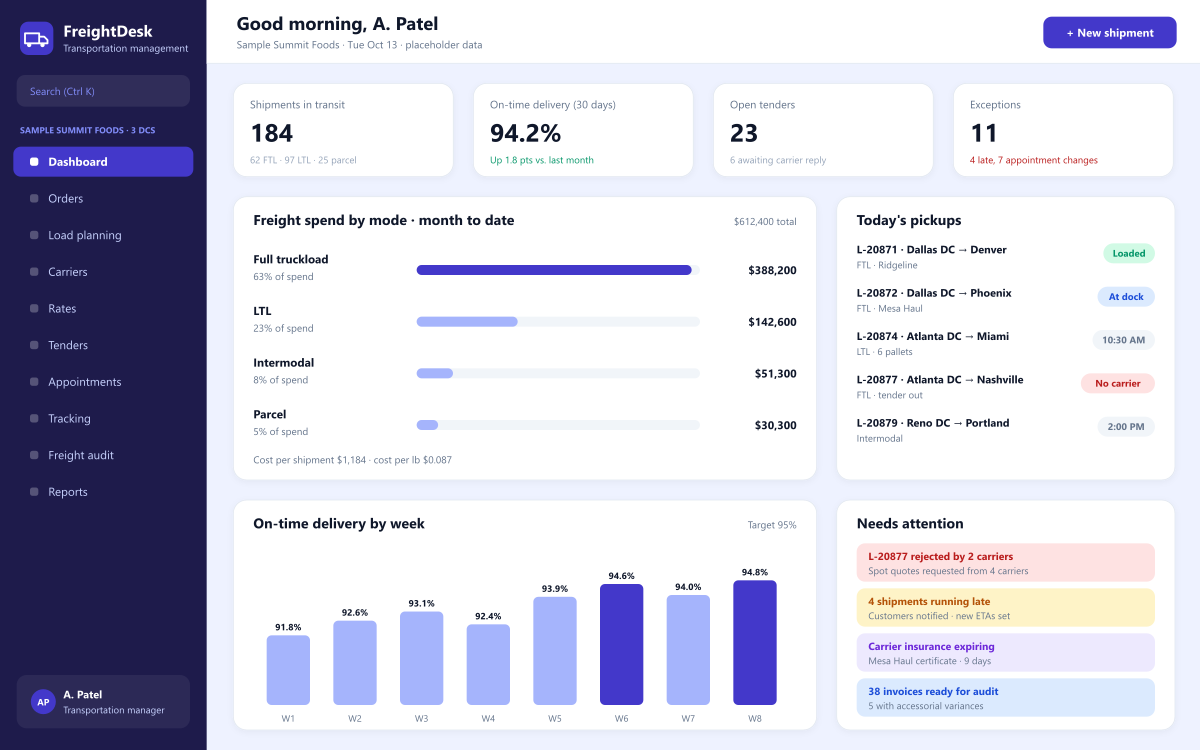 FreightDesk
Transportation management
Search (Ctrl K)
SAMPLE SUMMIT FOODS · 3 DCS
Dashboard
Orders
Load planning
Carriers
Rates
Tenders
Appointments
Tracking
Freight audit
Reports
AP
A. Patel
Transportation manager
Good morning, A. Patel
Sample Summit Foods · Tue Oct 13 · placeholder data
+ New shipment
Shipments in transit
184
62 FTL · 97 LTL · 25 parcel
On-time delivery (30 days)
94.2%
Up 1.8 pts vs. last month
Open tenders
23
6 awaiting carrier reply
Exceptions
11
4 late, 7 appointment changes
Freight spend by mode · month to date
$612,400 total
Full truckload
63% of spend
$388,200
LTL
23% of spend
$142,600
Intermodal
8% of spend
$51,300
Parcel
5% of spend
$30,300
Cost per shipment $1,184 · cost per lb $0.087
Today's pickups
L-20871 · Dallas DC → Denver
FTL · Ridgeline
Loaded
L-20872 · Dallas DC → Phoenix
FTL · Mesa Haul
At dock
L-20874 · Atlanta DC → Miami
LTL · 6 pallets
10:30 AM
L-20877 · Atlanta DC → Nashville
FTL · tender out
No carrier
L-20879 · Reno DC → Portland
Intermodal
2:00 PM
On-time delivery by week
Target 95%
91.8%
92.6%
93.1%
92.4%
93.9%
94.6%
94.0%
94.8%
W1
W2
W3
W4
W5
W6
W7
W8
Needs attention
L-20877 rejected by 2 carriers
Spot quotes requested from 4 carriers
4 shipments running late
Customers notified · new ETAs set
Carrier insurance expiring
Mesa Haul certificate · 9 days
38 invoices ready for audit
5 with accessorial variances